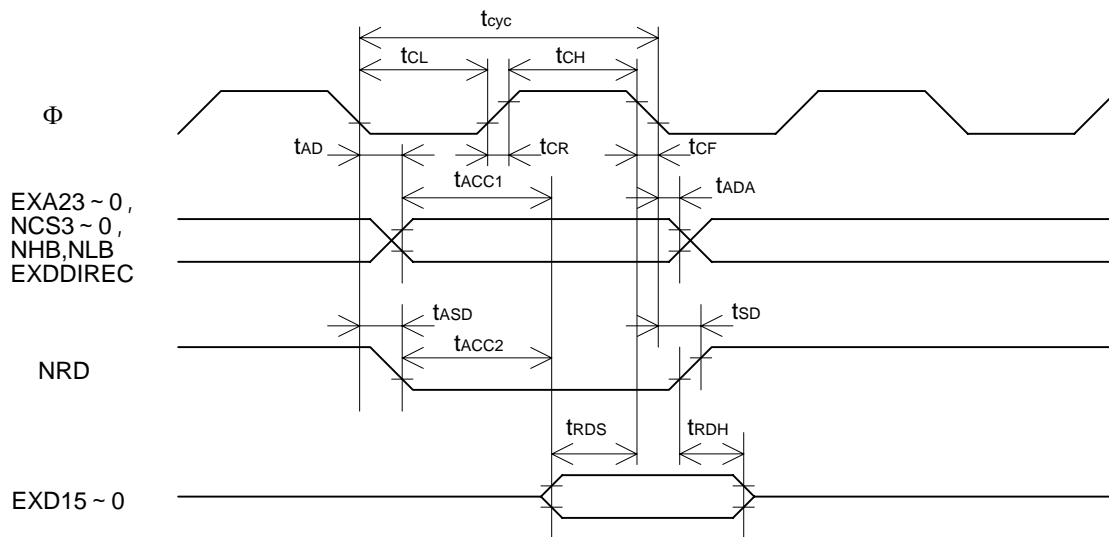 tcyc
tCL
tCH
Φ
tAD
tCR
tCF
tACC1
tADA
EXA23 ~ 0 ,
NCS3 ~ 0 ,
NHB,NLB
EXDDIREC
tASD
tSD
tACC2
NRD
tRDS
tRDH
EXD15 ~ 0